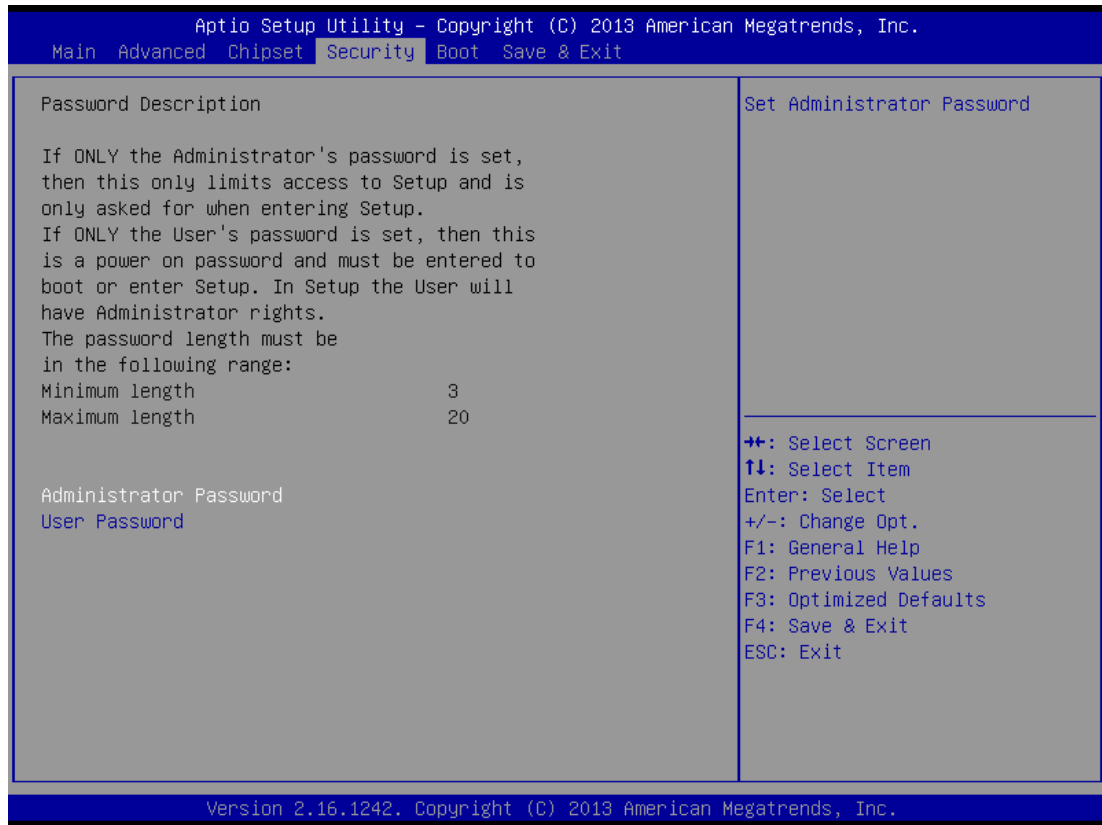 Aptio Setup Utility – Copyright (C) 2013 American Megatrends, Inc.
Main Advanced Chipset Security Boot Save & Exit
Password Description
If ONLY the Administrator's password is set,
then this only limits access to Setup and is
only asked for when entering Setup.
If ONLY the User's password is set, then this
is a power on password and must be entered to
boot or enter Setup. In Setup the User will
have Administrator rights.
The password length must be
in the following range:
Minimum length 3
Maximum length 20
Administrator Password
User Password
Set Administrator Password
→←: Select Screen
↑↓: Select Item
Enter: Select
+/-: Change Opt.
F1: General Help
F2: Previous Values
F3: Optimized Defaults
F4: Save & Exit
ESC: Exit
Version 2.16.1242. Copyright (C) 2013 American Megatrends, Inc.